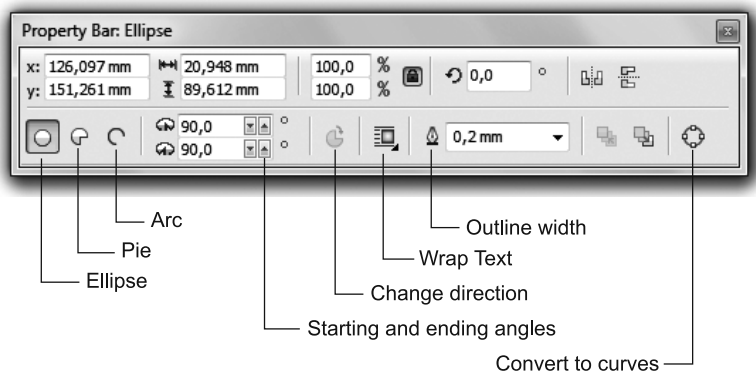 Property Bar: Ellipse
x: 126,097 mm 20,948 mm 100,0 % 0,0 °
y: 151,261 mm 89,612 mm 100,0 %
90,0 ° 0,2 mm
90,0 °
Arc
Pie
Ellipse
Outline width
Wrap Text
Change direction
Starting and ending angles
Convert to curves